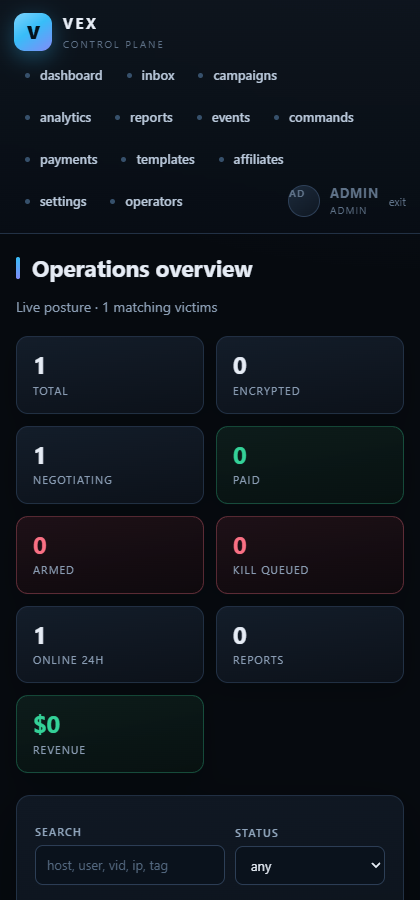 V
VEX
CONTROL PLANE
dashboard inbox campaigns
analytics reports events commands
payments templates affiliates
settings operators
AD
ADMIN
ADMIN
exit
Operations overview
Live posture · 1 matching victims
1
TOTAL
0
ENCRYPTED
1
NEGOTIATING
0
PAID
0
ARMED
0
KILL QUEUED
1
ONLINE 24H
0
REPORTS
$0
REVENUE
SEARCH
host, user, vid, ip, tag
STATUS
any